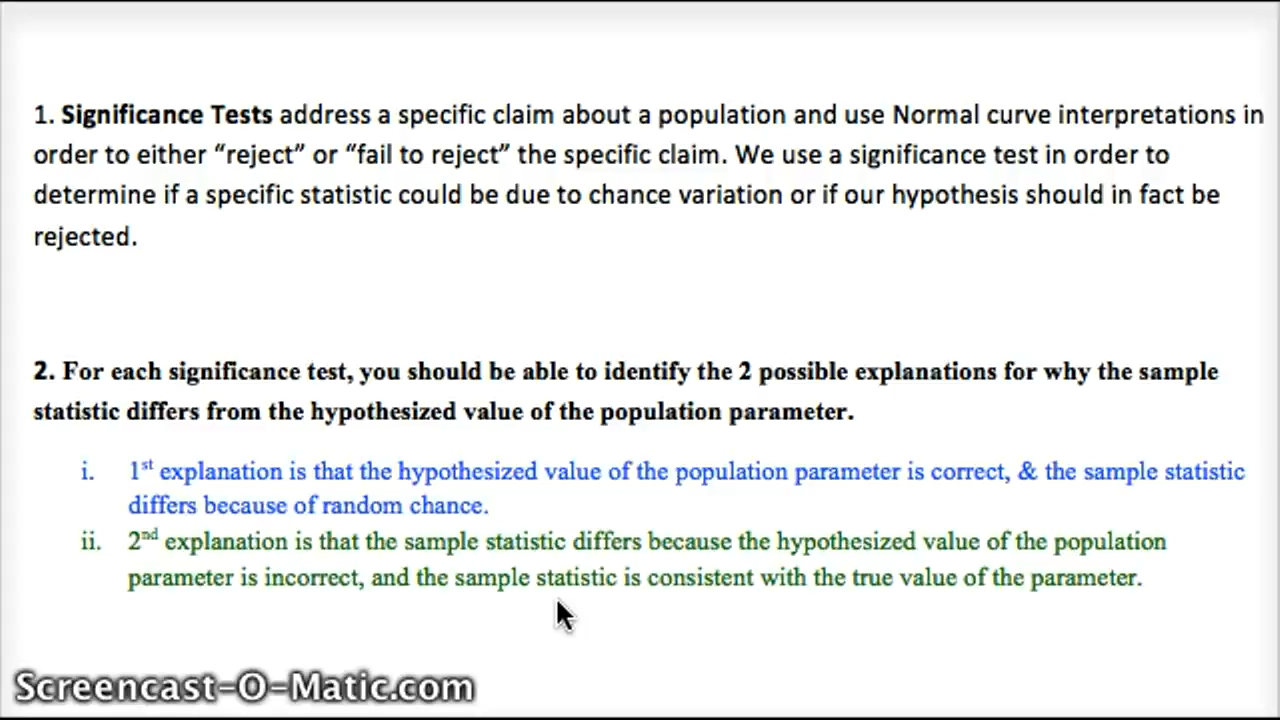 1. Significance Tests address a specific claim about a population and use Normal curve interpretations in
order to either “reject” or “fail to reject” the specific claim. We use a significance test in order to
determine if a specific statistic could be due to chance variation or if our hypothesis should in fact be
rejected.
2. For each significance test, you should be able to identify the 2 possible explanations for why the sample
statistic differs from the hypothesized value of the population parameter.
i. 1st explanation is that the hypothesized value of the population parameter is correct, & the sample statistic
differs because of random chance.
ii. 2nd explanation is that the sample statistic differs because the hypothesized value of the population
parameter is incorrect, and the sample statistic is consistent with the true value of the parameter.
Screencast-O-Matic.com